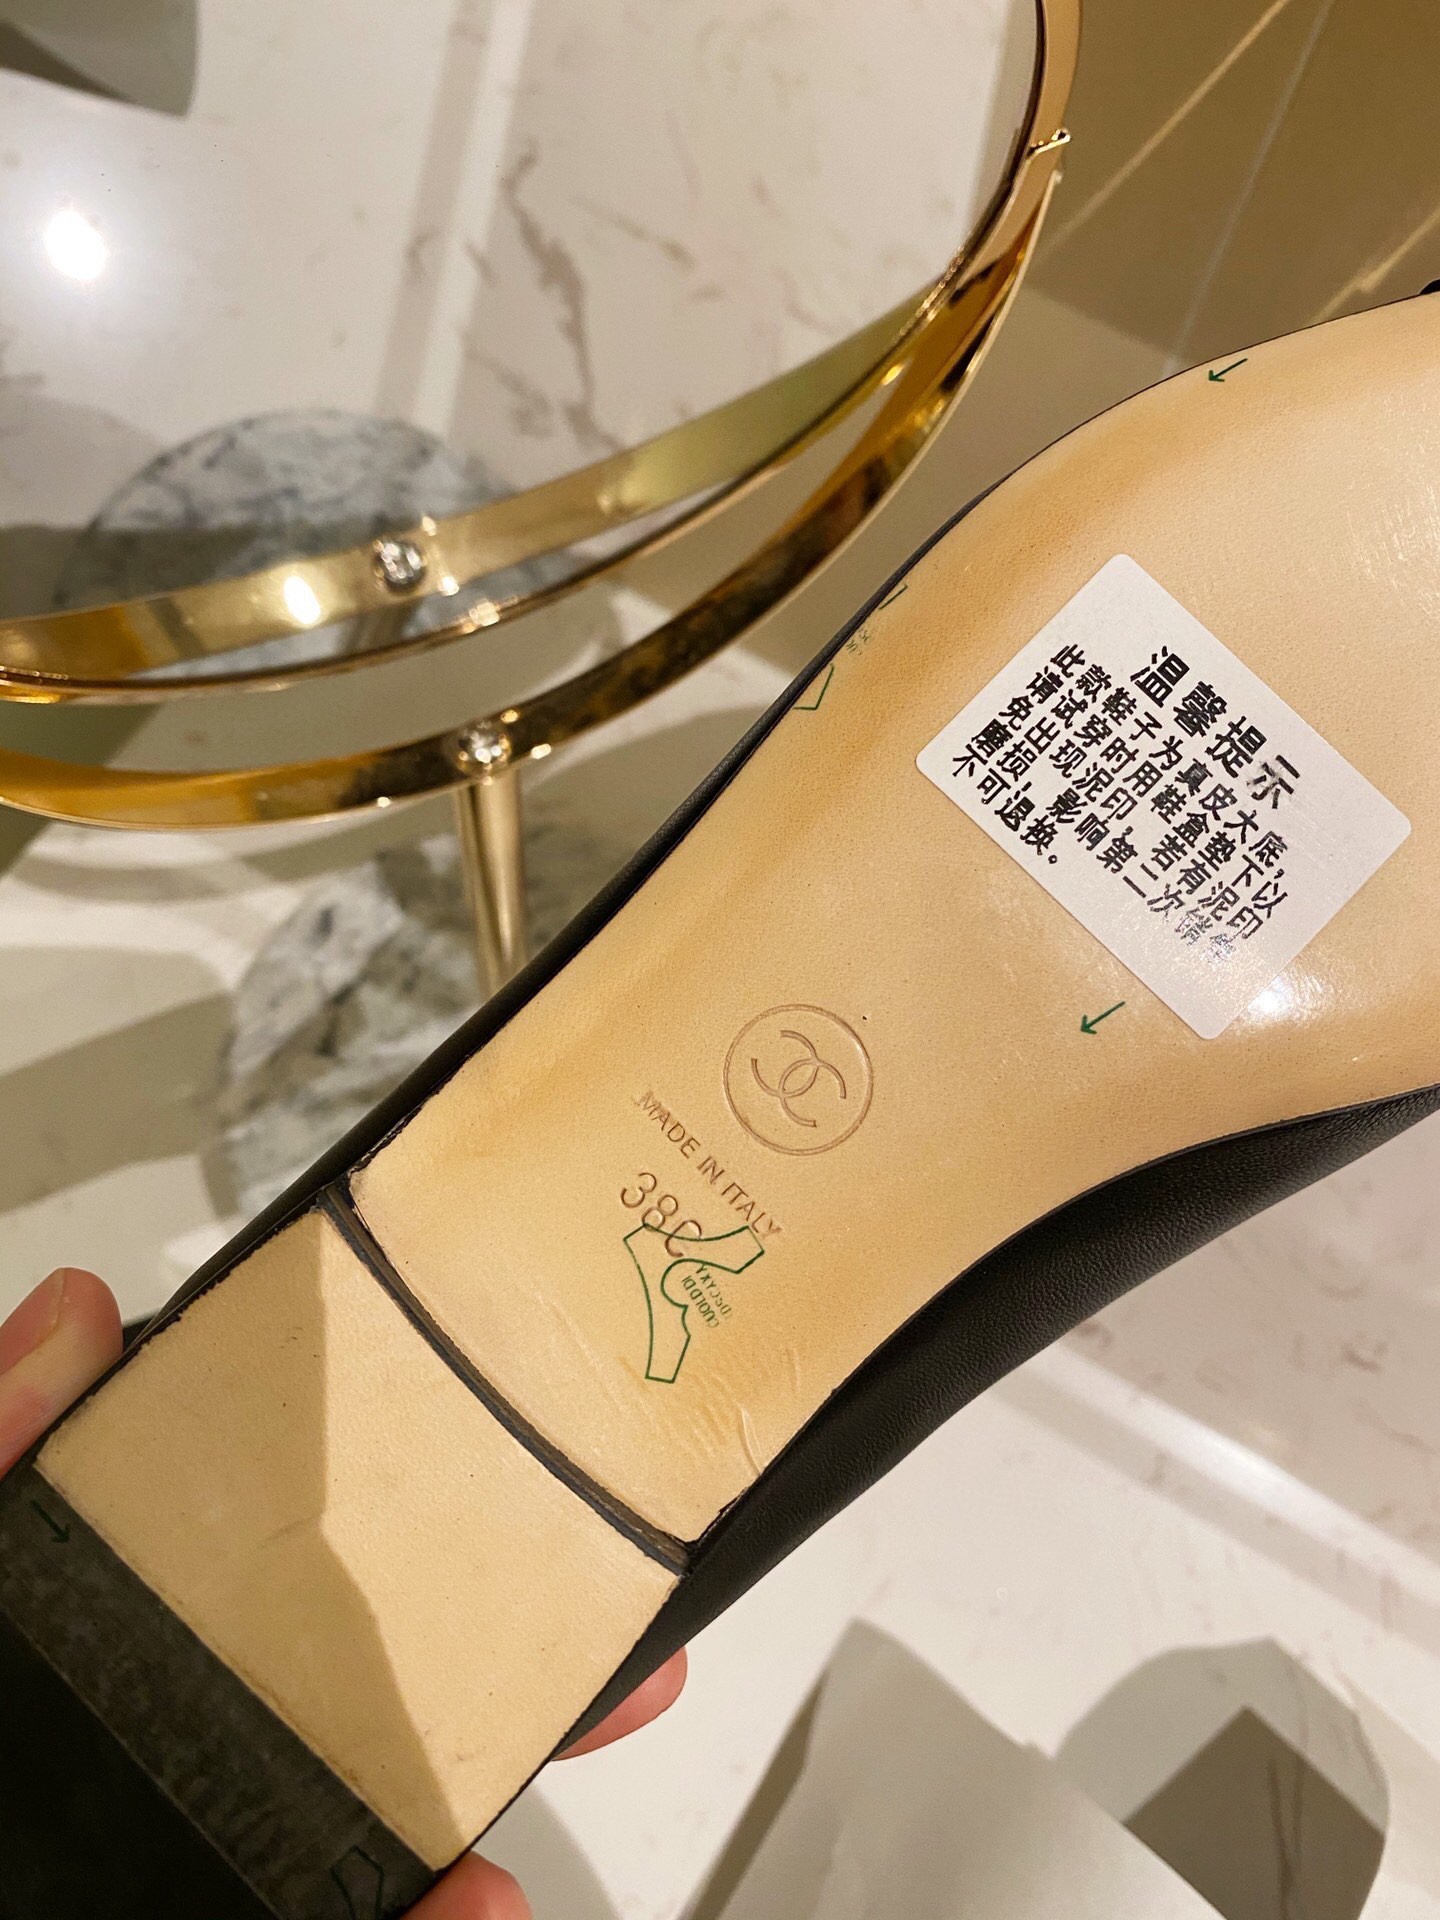 温馨提示
此款鞋子为真皮大底，
请试穿时用鞋盒垫下以
免出现泥印，若有泥印
磨损，影响第二次销售
不可退换。
MADE IN ITALY
38C
CUOLDDI